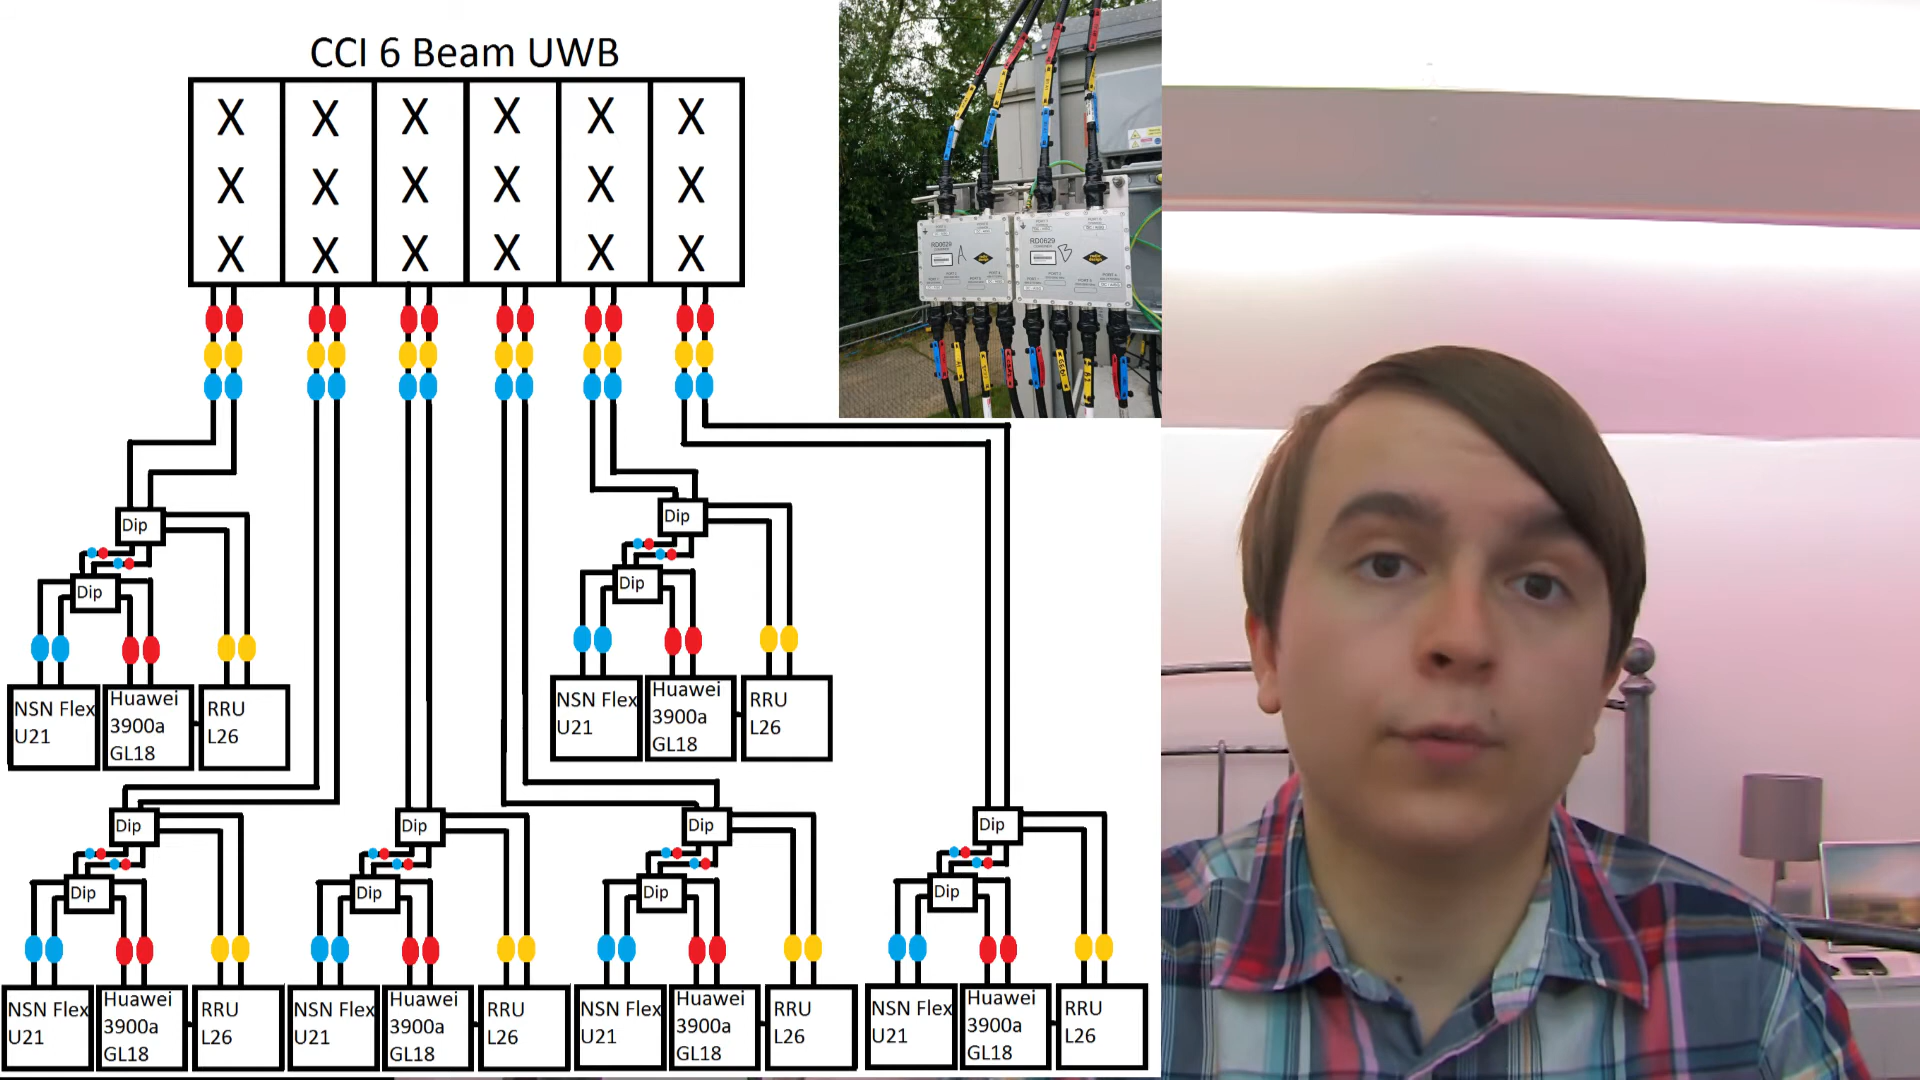 CCI 6 Beam UWB
X X X X X X
X X X X X X
X X X X X X
RD0629
A
RD0629
B
Dip
Dip
Dip
Dip
NSN Flex
U21
Huawei
3900a
GL18
RRU
L26
NSN Flex
U21
Huawei
3900a
GL18
RRU
L26
Dip
Dip
Dip
Dip
Dip
Dip
Dip
Dip
NSN Flex
U21
Huawei
3900a
GL18
RRU
L26
NSN Flex
U21
Huawei
3900a
GL18
RRU
L26
NSN Flex
U21
Huawei
3900a
GL18
RRU
L26
NSN Flex
U21
Huawei
3900a
GL18
RRU
L26